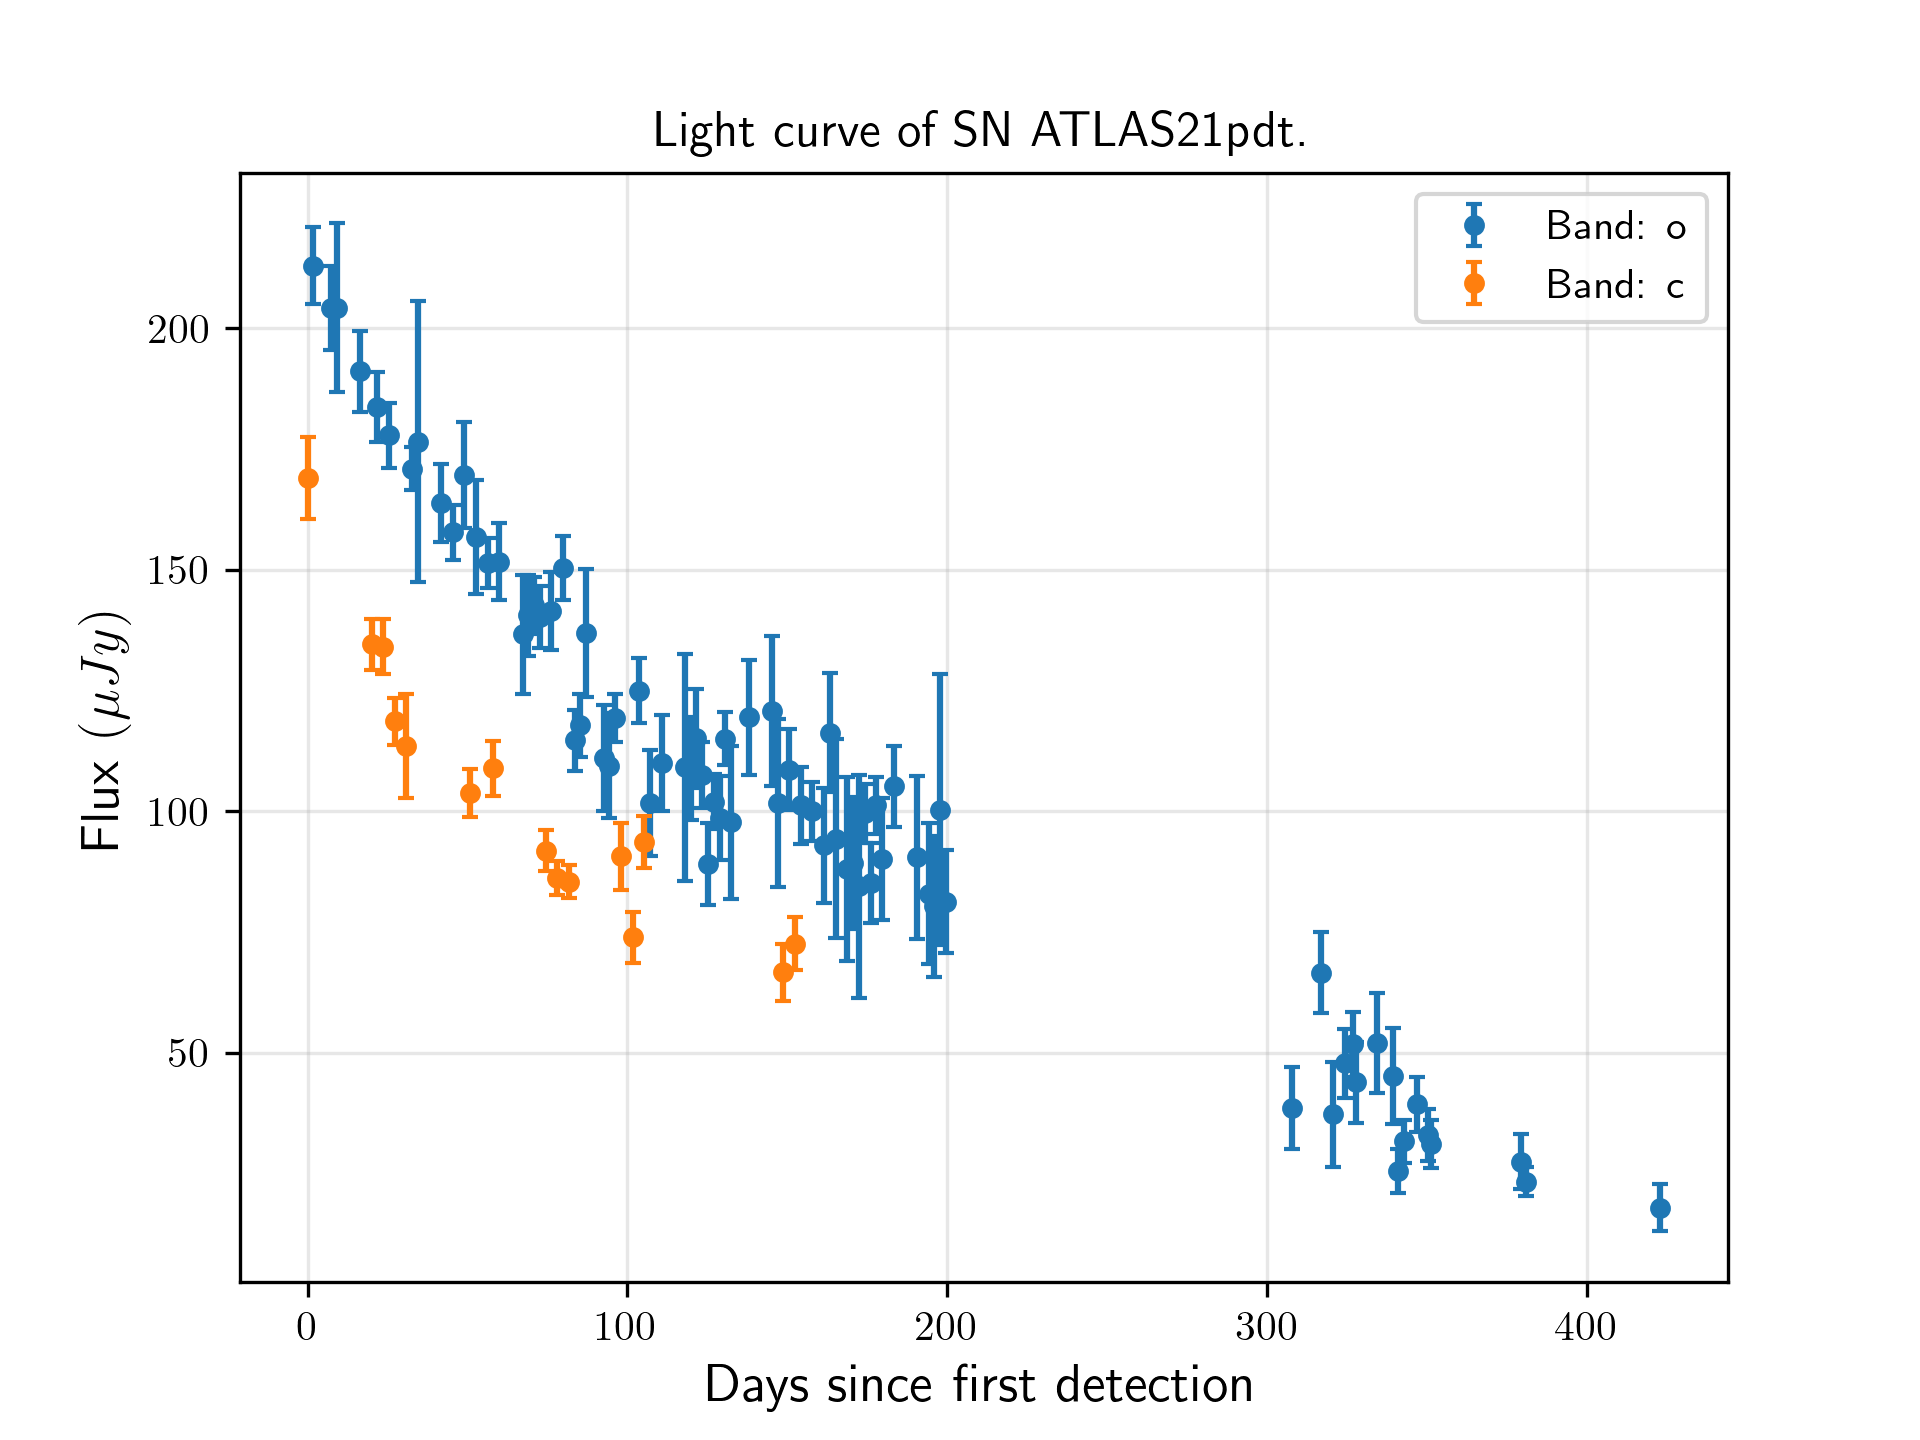 Light curve of SN ATLAS21pdt.
Band: o
Band: c
Flux (μJy)
200
150
100
50
0 100 200 300 400
Days since first detection